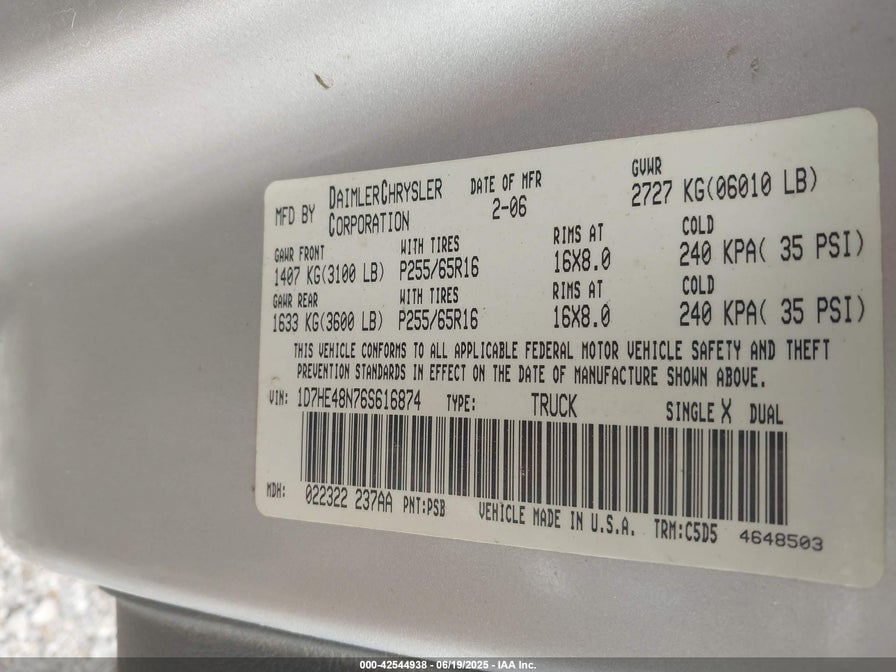 MFD BY DAIMLERCHRYSLER CORPORATION DATE OF MFR 2-06 GVWR 2727 KG(06010 LB)
GAWR FRONT WITH TIRES RIMS AT COLD
1407 KG(3100 LB) P255/65R16 16X8.0 240 KPA( 35 PSI)
GAWR REAR WITH TIRES RIMS AT COLD
1633 KG(3600 LB) P255/65R16 16X8.0 240 KPA( 35 PSI)
THIS VEHICLE CONFORMS TO ALL APPLICABLE FEDERAL MOTOR VEHICLE SAFETY AND THEFT
PREVENTION STANDARDS IN EFFECT ON THE DATE OF MANUFACTURE SHOWN ABOVE.
VIN: 1D7HE48N76S616874 TYPE: TRUCK SINGLE X DUAL
MDH: 022322 237AA PNT:PSB VEHICLE MADE IN U.S.A. TRM:C5D5 4648503
000-42544938 - 06/19/2025 - IAA Inc.